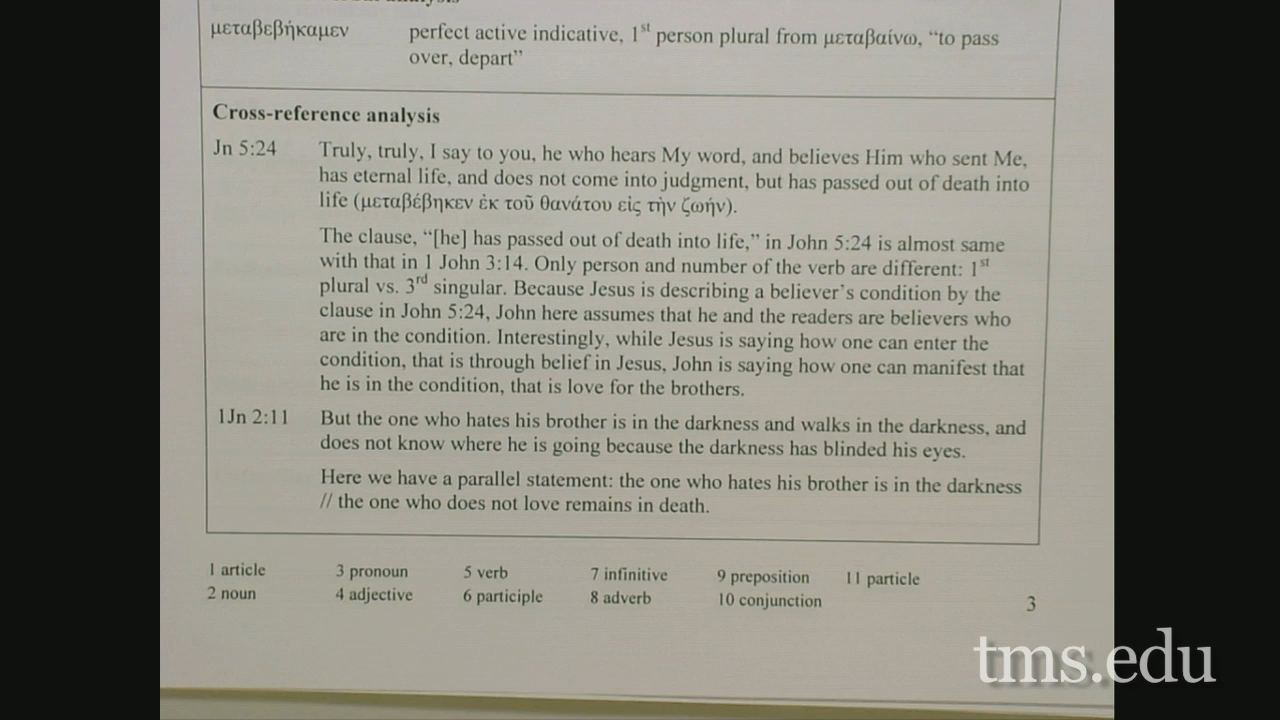 μεταβεβήκαμεν perfect active indicative, 1st person plural from μεταβαίνω, “to pass
over, depart”
Cross-reference analysis
Jn 5:24 Truly, truly, I say to you, he who hears My word, and believes Him who sent Me,
has eternal life, and does not come into judgment, but has passed out of death into
life (μεταβέβηκεν ἐκ τοῦ θανάτου εἰς τὴν ζωήν).
The clause, “[he] has passed out of death into life,” in John 5:24 is almost same
with that in 1 John 3:14. Only person and number of the verb are different: 1st
plural vs. 3rd singular. Because Jesus is describing a believer’s condition by the
clause in John 5:24, John here assumes that he and the readers are believers who
are in the condition. Interestingly, while Jesus is saying how one can enter the
condition, that is through belief in Jesus, John is saying how one can manifest that
he is in the condition, that is love for the brothers.
1Jn 2:11 But the one who hates his brother is in the darkness and walks in the darkness, and
does not know where he is going because the darkness has blinded his eyes.
Here we have a parallel statement: the one who hates his brother is in the darkness
// the one who does not love remains in death.
1 article 3 pronoun 5 verb 7 infinitive 9 preposition 11 particle
2 noun 4 adjective 6 participle 8 adverb 10 conjunction
3
tms.edu